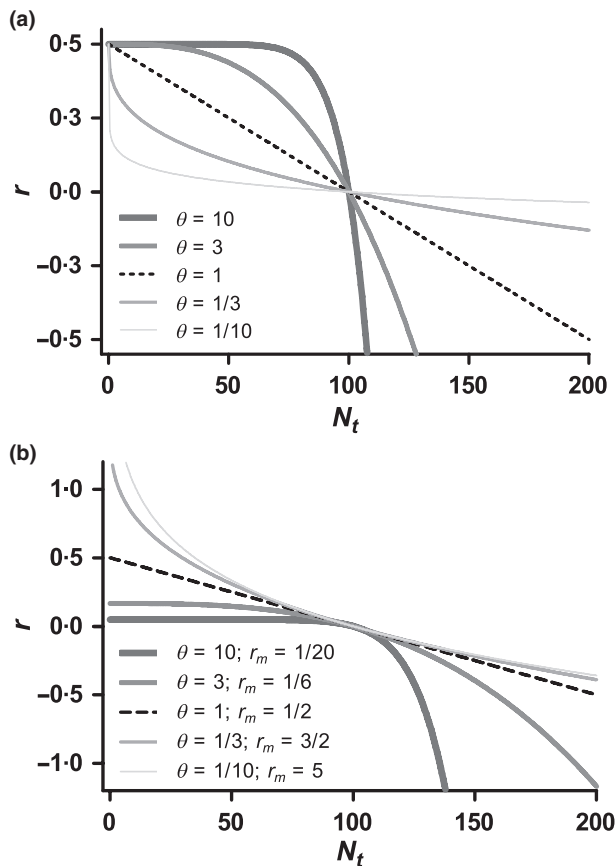 (a)
0·5
0·3
0·0
–0·3
–0·5
r
θ = 10
θ = 3
θ = 1
θ = 1/3
θ = 1/10
0 50 100 150 200
Nt
(b)
1·0
0·5
0·0
–0·5
–1·0
r
θ = 10; rm = 1/20
θ = 3; rm = 1/6
θ = 1; rm = 1/2
θ = 1/3; rm = 3/2
θ = 1/10; rm = 5
0 50 100 150 200
Nt